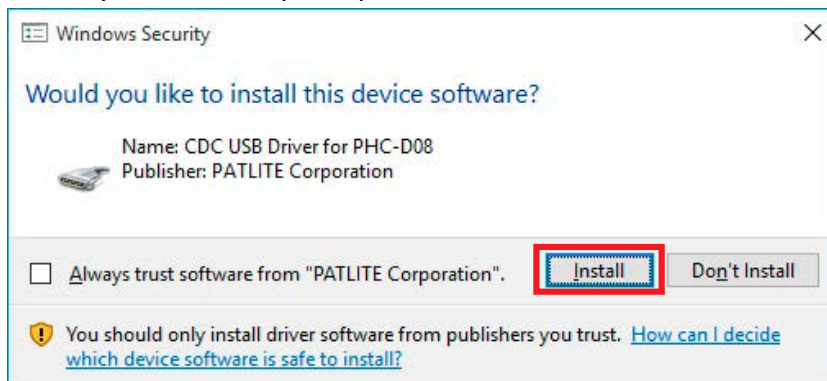 Windows Security
Would you like to install this device software?
Name: CDC USB Driver for PHC-D08
Publisher: PATLITE Corporation
Always trust software from "PATLITE Corporation".
Install
Don't Install
You should only install driver software from publishers you trust. How can I decide
which device software is safe to install?